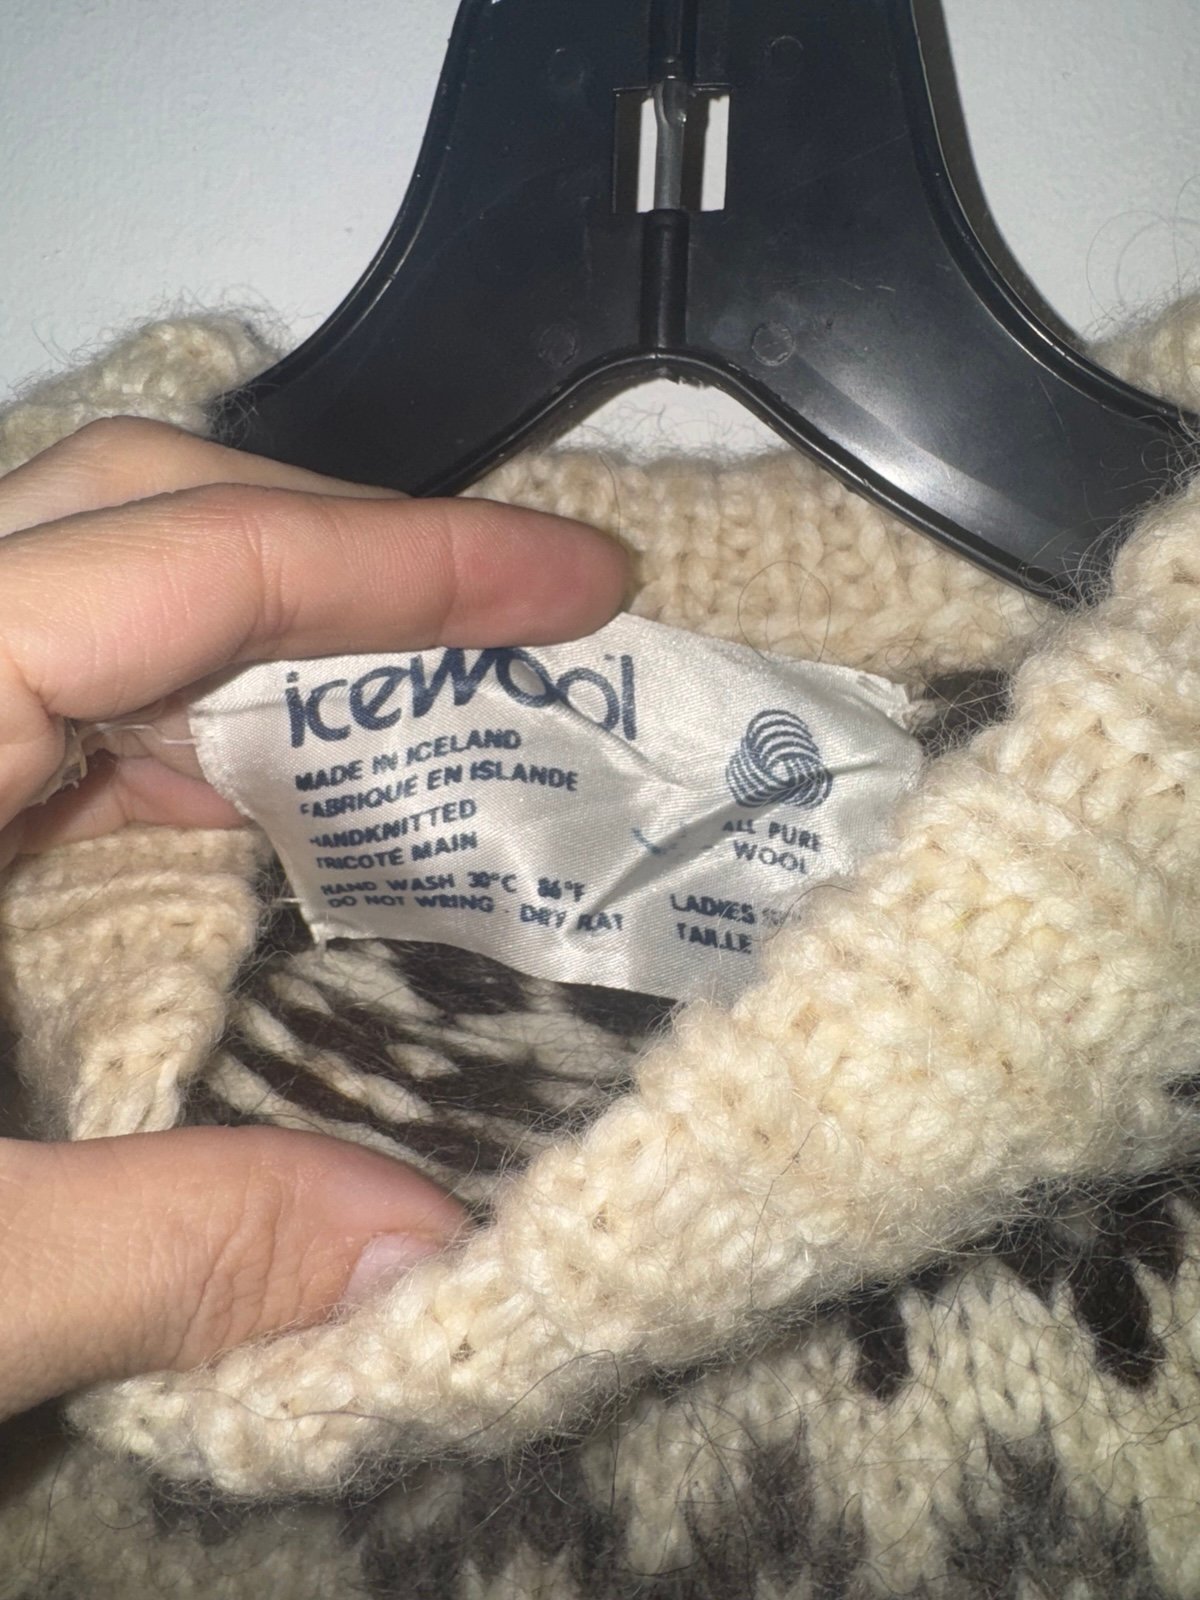 icewool
MADE IN ICELAND
FABRIQUE EN ISLANDE
HANDKNITTED
TRICOTÉ MAIN
HAND WASH 30°C 86°F
DO NOT WRING - DRY FLAT
ALL PURE
WOOL
LADIES
TAILLE